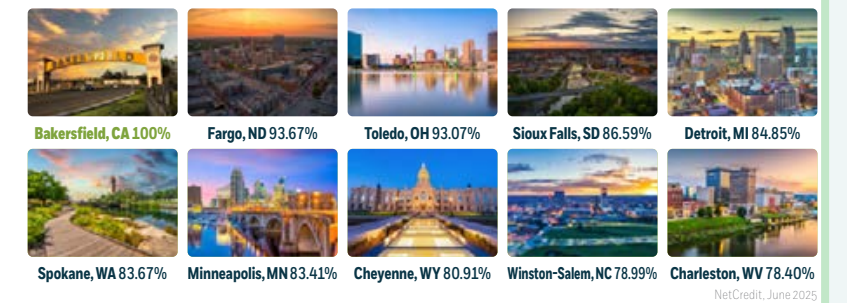 Bakersfield, CA 100% Fargo, ND 93.67% Toledo, OH 93.07% Sioux Falls, SD 86.59% Detroit, MI 84.85%
Spokane, WA 83.67% Minneapolis, MN 83.41% Cheyenne, WY 80.91% Winston-Salem, NC 78.99% Charleston, WV 78.40%
NetCredit, June 2025